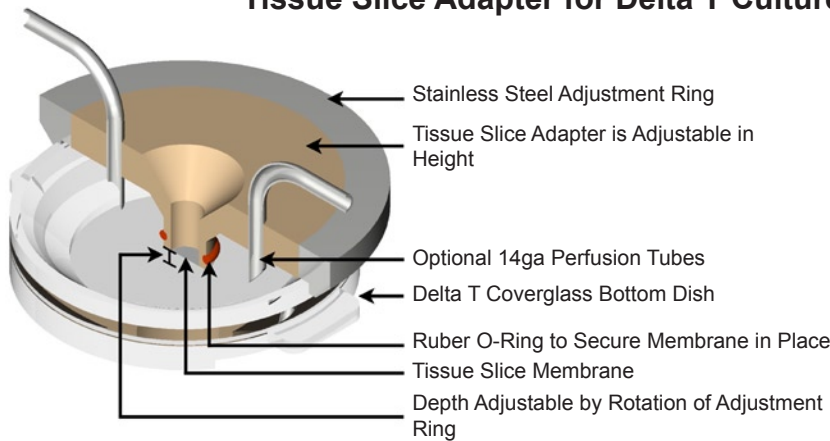 Tissue Slice Adapter for Delta T Culture
Stainless Steel Adjustment Ring
Tissue Slice Adapter is Adjustable in
Height
Optional 14ga Perfusion Tubes
Delta T Coverglass Bottom Dish
Ruber O-Ring to Secure Membrane in Place
Tissue Slice Membrane
Depth Adjustable by Rotation of Adjustment
Ring